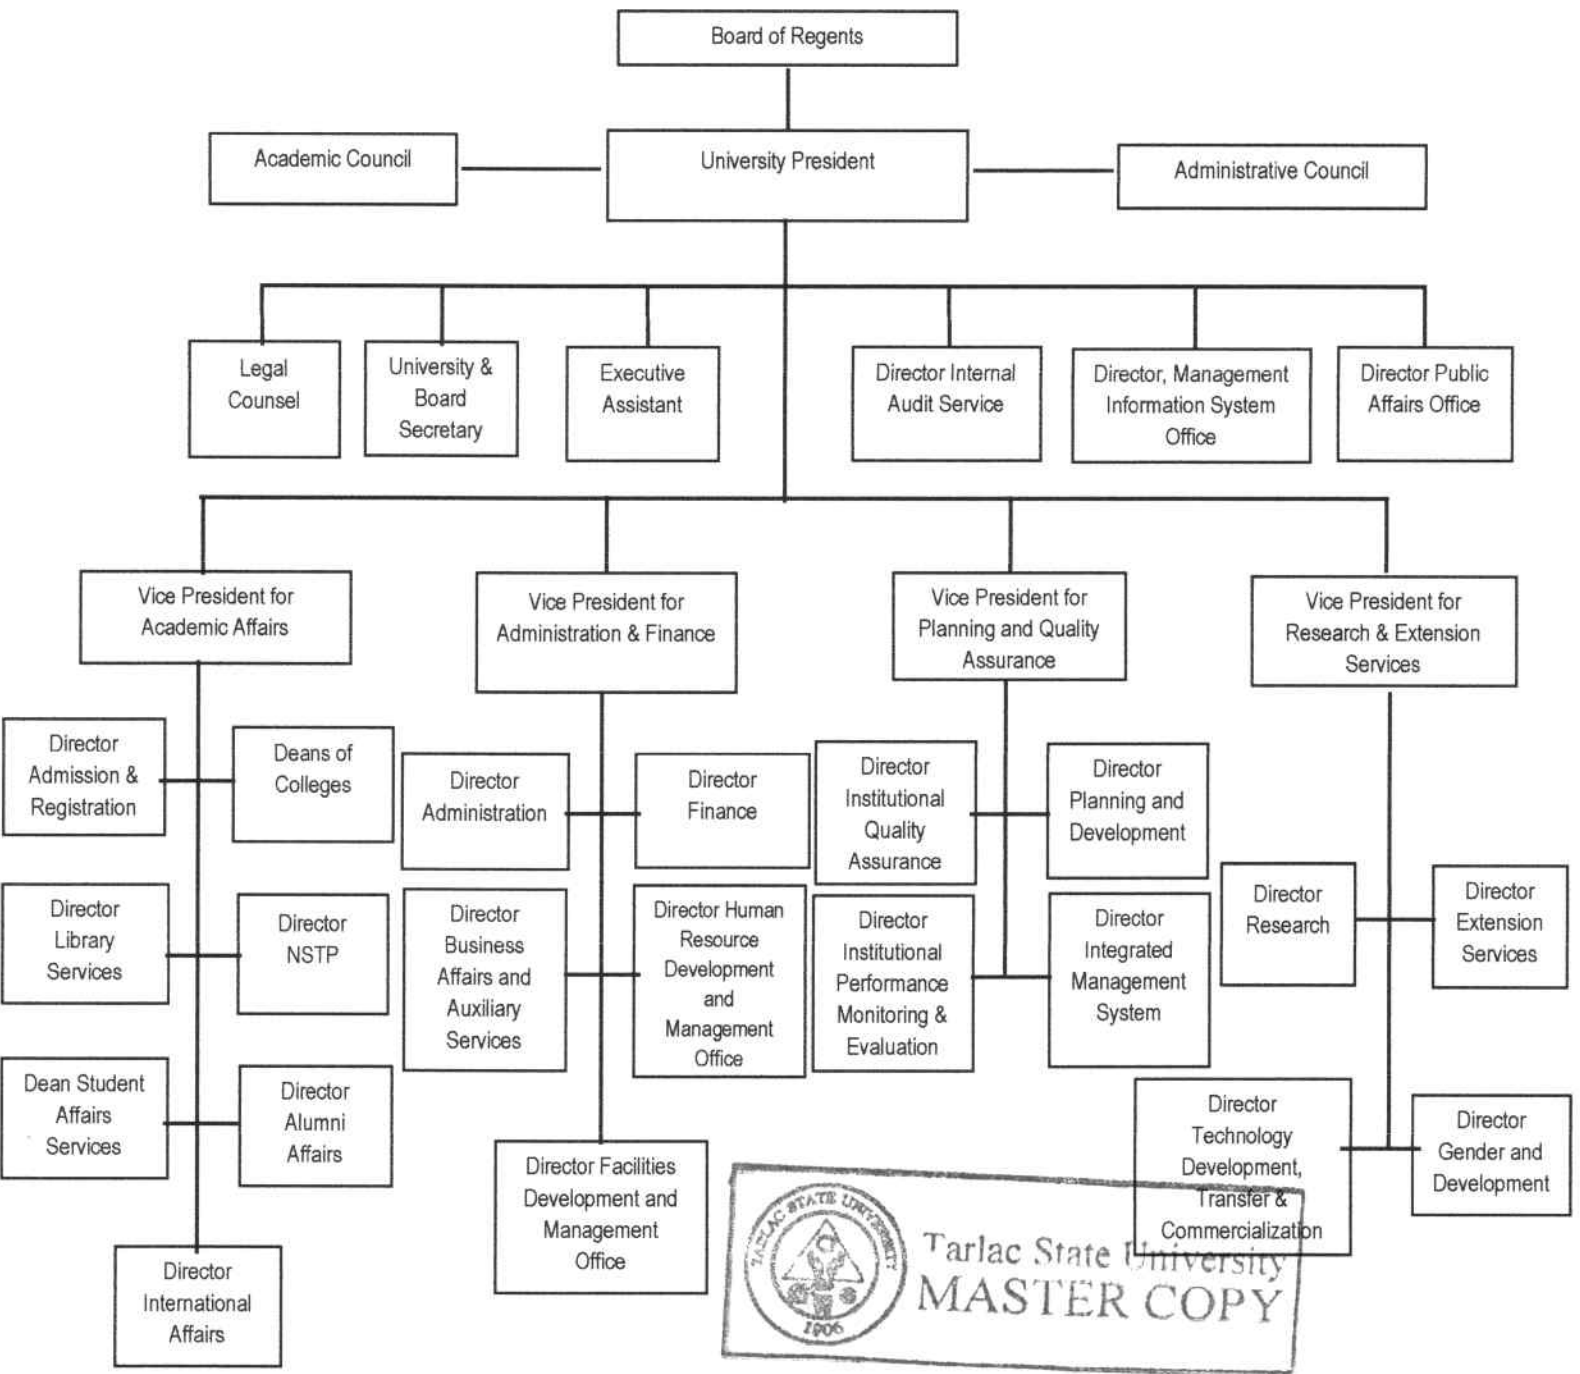 Board of Regents
Academic Council
University President
Administrative Council
Legal
Counsel
University &
Board
Secretary
Executive
Assistant
Director Internal
Audit Service
Director, Management
Information System
Office
Director Public
Affairs Office
Vice President for
Academic Affairs
Vice President for
Administration & Finance
Vice President for
Planning and Quality
Assurance
Vice President for
Research & Extension
Services
Director
Admission &
Registration
Deans of
Colleges
Director
Library
Services
Director
NSTP
Dean Student
Affairs
Services
Director
Alumni
Affairs
Director
International
Affairs
Director
Administration
Director
Finance
Director
Business
Affairs and
Auxiliary
Services
Director Human
Resource
Development
and
Management
Office
Director Facilities
Development and
Management
Office
Director
Institutional
Quality
Assurance
Director
Planning and
Development
Director
Institutional
Performance
Monitoring &
Evaluation
Director
Integrated
Management
System
Director
Research
Director
Extension
Services
Director
Technology
Development,
Transfer &
Commercialization
Director
Gender and
Development
TARLAC STATE UNIVERSITY
1906
Tarlac State University
MASTER COPY